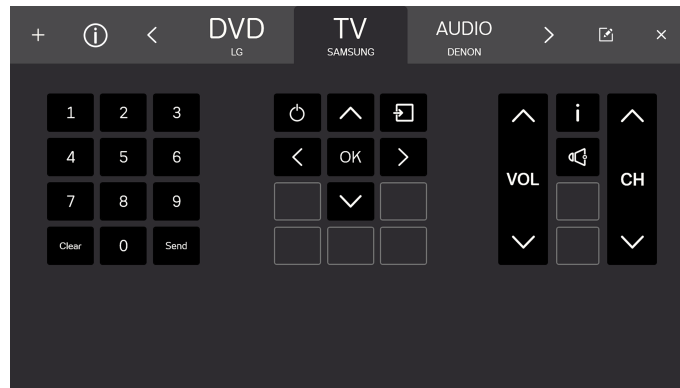 DVD
LG
TV
SAMSUNG
AUDIO
DENON
1 2 3
4 5 6
7 8 9
Clear 0 Send
OK
VOL
i
CH